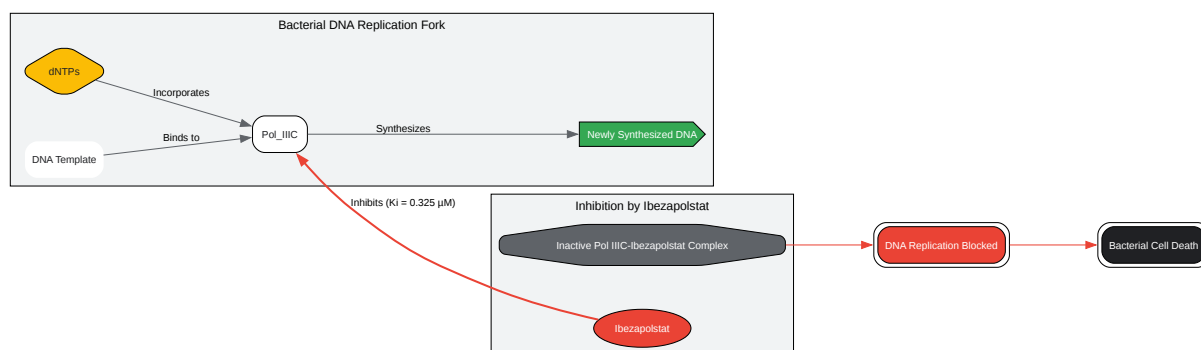 Bacterial DNA Replication Fork
dNTPs
Incorporates
Binds to
DNA Template
Pol_IIIC
Synthesizes
Newly Synthesized DNA
Inhibits (Ki = 0.325 µM)
Inhibition by Ibezapolstat
Inactive Pol IIIC-Ibezapolstat Complex
DNA Replication Blocked
Bacterial Cell Death
Ibezapolstat